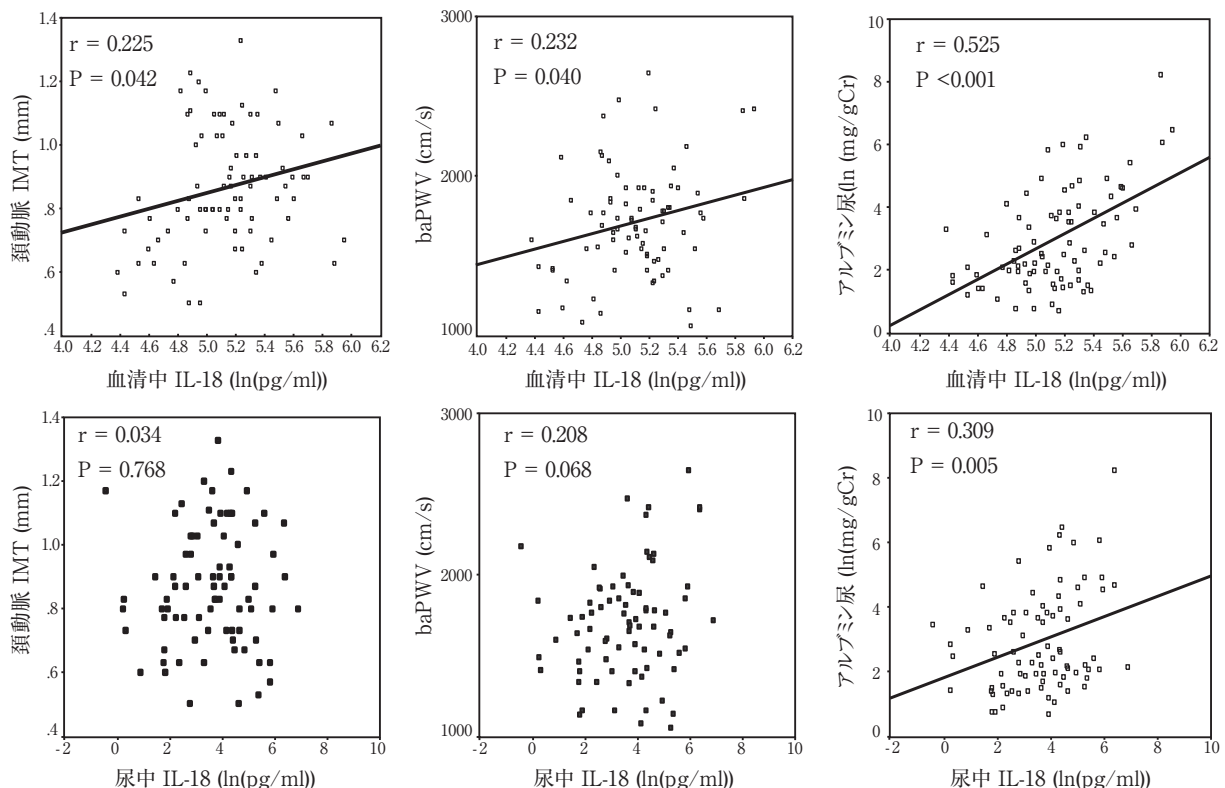 r = 0.225
P = 0.042
頚動脈 IMT (mm)
1.4
1.2
1.0
.8
.6
.4
4.0 4.2 4.4 4.6 4.8 5.0 5.2 5.4 5.6 5.8 6.0 6.2
血清中 IL-18 (ln(pg/ml))
r = 0.232
P = 0.040
baPWV (cm/s)
3000
2000
1000
4.0 4.2 4.4 4.6 4.8 5.0 5.2 5.4 5.6 5.8 6.0 6.2
血清中 IL-18 (ln(pg/ml))
r = 0.525
P <0.001
アルブミン尿(ln (mg/gCr)
10
8
6
4
2
0
4.0 4.2 4.4 4.6 4.8 5.0 5.2 5.4 5.6 5.8 6.0 6.2
血清中 IL-18 (ln(pg/ml))
r = 0.034
P = 0.768
頚動脈 IMT (mm)
1.4
1.2
1.0
.8
.6
.4
-2 0 2 4 6 8 10
尿中 IL-18 (ln(pg/ml))
r = 0.208
P = 0.068
baPWV (cm/s)
3000
2000
1000
-2 0 2 4 6 8 10
尿中 IL-18 (ln(pg/ml))
r = 0.309
P = 0.005
アルブミン尿 (ln(mg/gCr)
10
8
6
4
2
0
-2 0 2 4 6 8 10
尿中 IL-18 (ln(pg/ml))